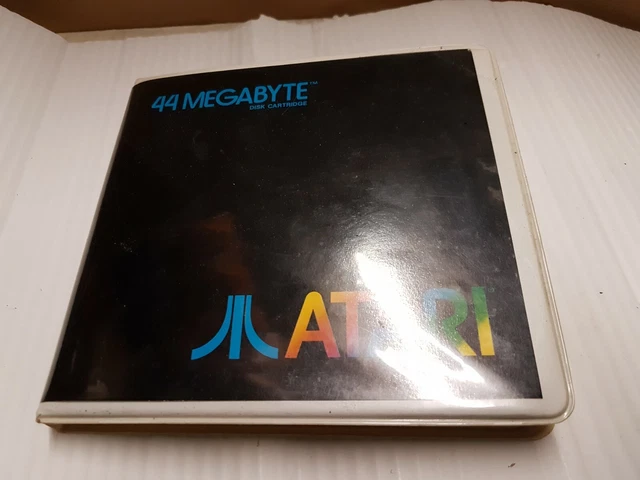 44 MEGABYTE™
DISK CARTRIDGE
ATARI